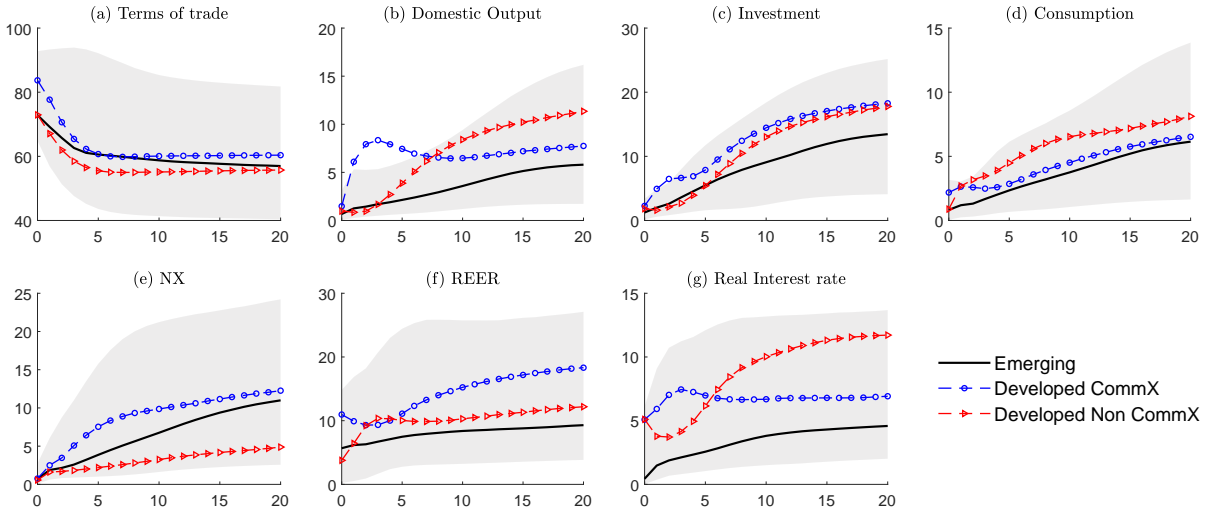 (a) Terms of trade
100
80
60
40
0 5 10 15 20
(b) Domestic Output
20
15
10
5
0
0 5 10 15 20
(c) Investment
30
20
10
0
0 5 10 15 20
(d) Consumption
15
10
5
0
0 5 10 15 20
(e) NX
25
20
15
10
5
0
0 5 10 15 20
(f) REER
30
20
10
0
0 5 10 15 20
(g) Real Interest rate
15
10
5
0
0 5 10 15 20
Emerging
Developed CommX
Developed Non CommX